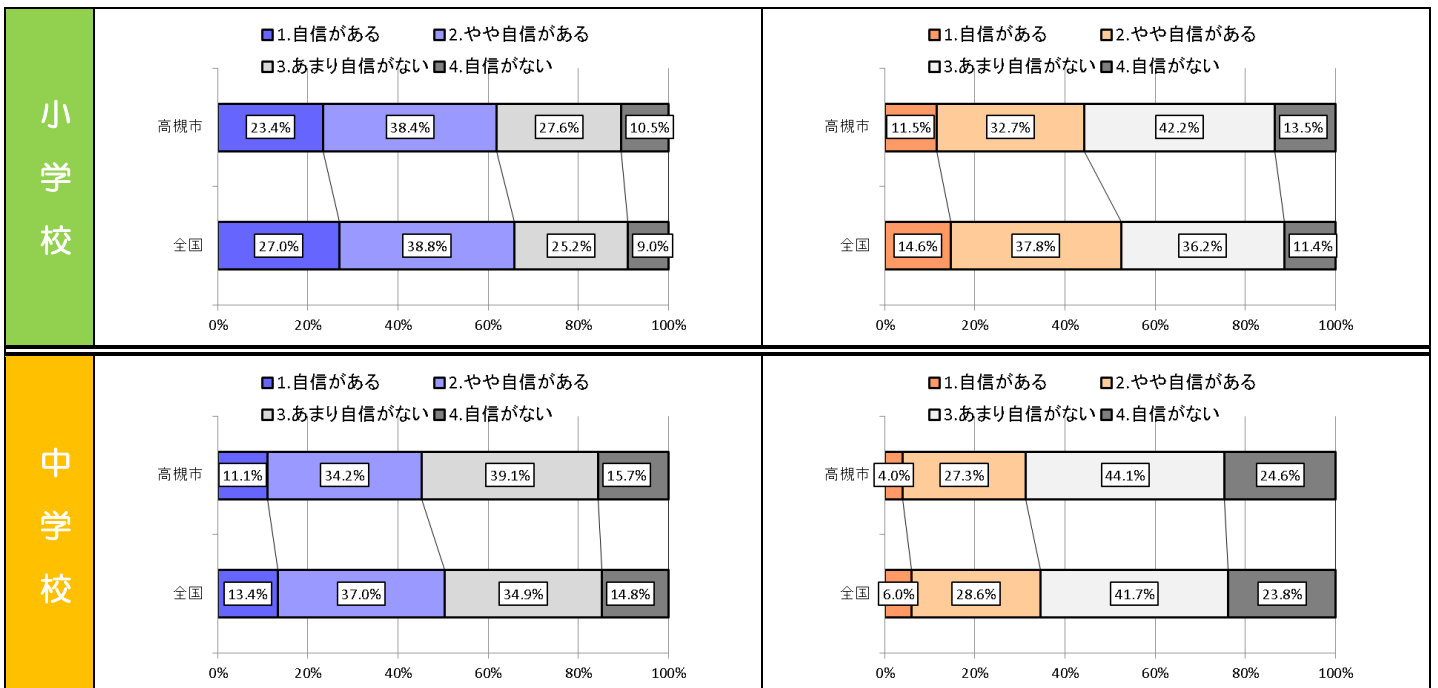 小学校
■1.自信がある ■2.やや自信がある
■3.あまり自信がない ■4.自信がない
高槻市 23.4% 38.4% 27.6% 10.5%
全国 27.0% 38.8% 25.2% 9.0%
0% 20% 40% 60% 80% 100%
■1.自信がある ■2.やや自信がある
■3.あまり自信がない ■4.自信がない
高槻市 11.5% 32.7% 42.2% 13.5%
全国 14.6% 37.8% 36.2% 11.4%
0% 20% 40% 60% 80% 100%
中学校
■1.自信がある ■2.やや自信がある
■3.あまり自信がない ■4.自信がない
高槻市 11.1% 34.2% 39.1% 15.7%
全国 13.4% 37.0% 34.9% 14.8%
0% 20% 40% 60% 80% 100%
■1.自信がある ■2.やや自信がある
■3.あまり自信がない ■4.自信がない
高槻市 4.0% 27.3% 44.1% 24.6%
全国 6.0% 28.6% 41.7% 23.8%
0% 20% 40% 60% 80% 100%